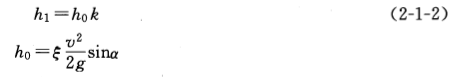 h₁=h₀k (2-1-2)
h₀=ξ v²/2g sinα